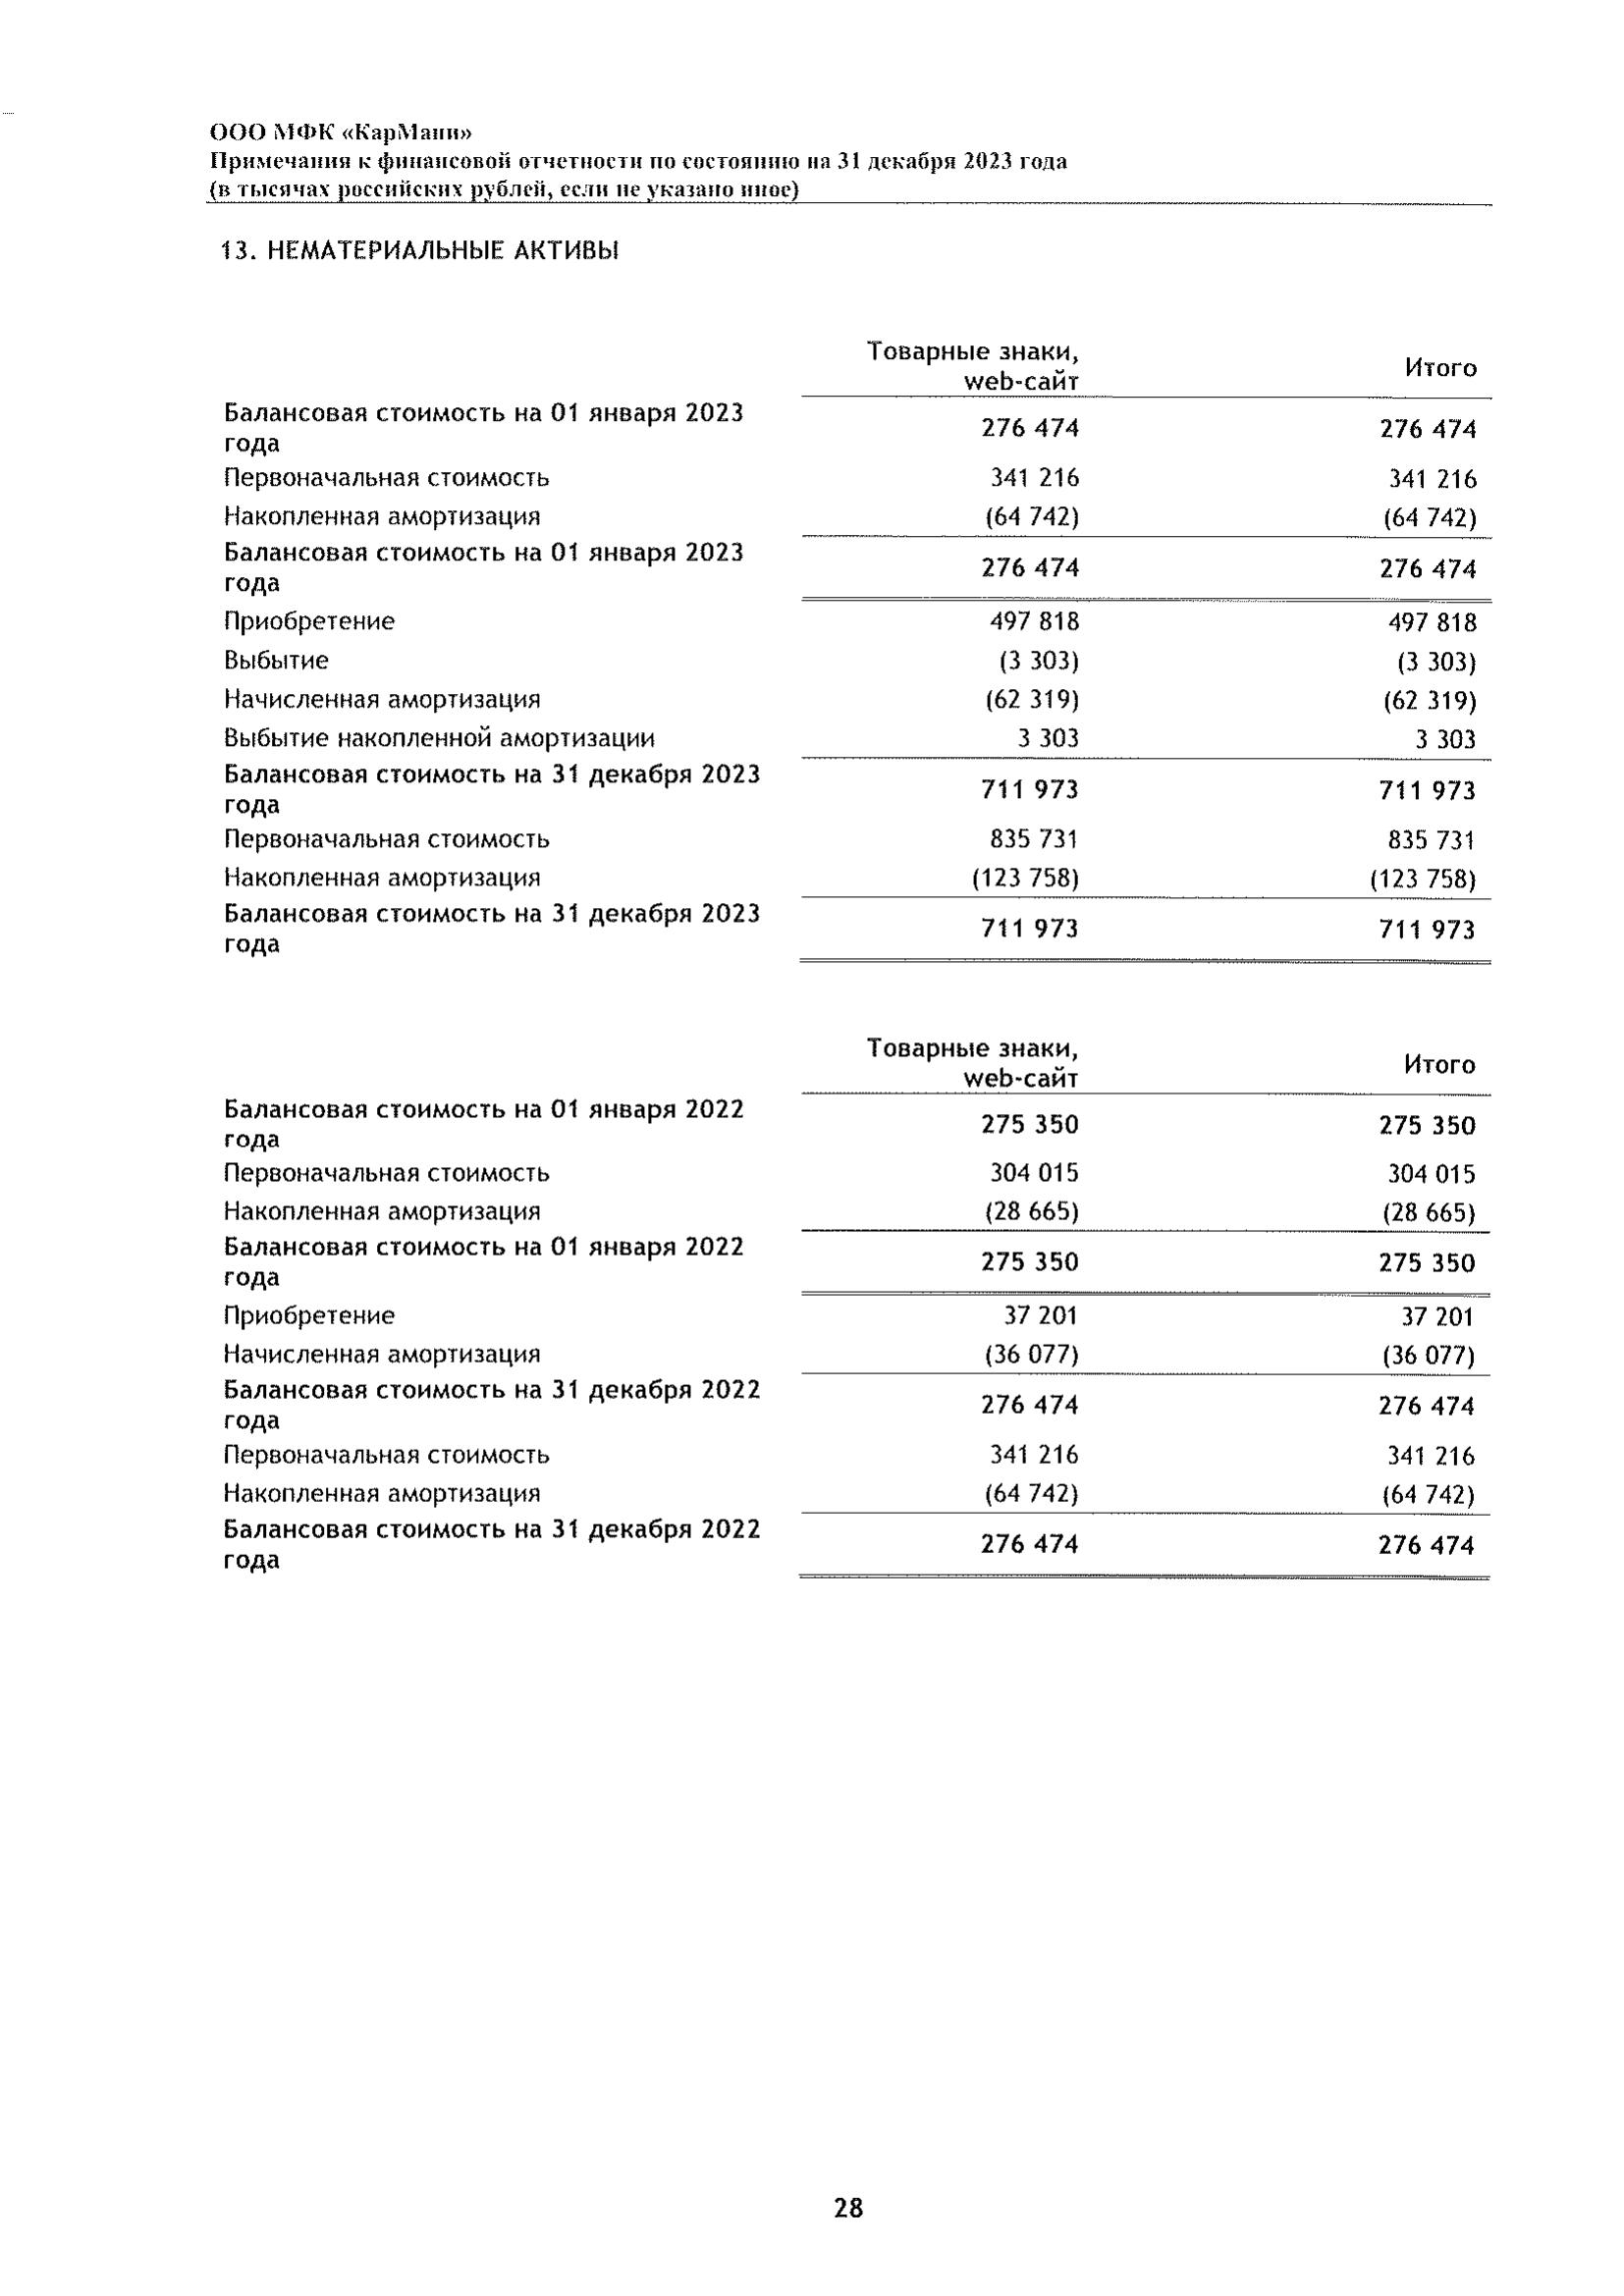 ООО МФК «КарМани»
Примечания к финансовой отчетности по состоянию на 31 декабря 2023 года
(в тысячах российских рублей, если не указано иное)
13. НЕМАТЕРИАЛЬНЫЕ АКТИВЫ
Товарные знаки,
web-сайт Итого
Балансовая стоимость на 01 января 2023
года 276 474 276 474
Первоначальная стоимость 341 216 341 216
Накопленная амортизация (64 742) (64 742)
Балансовая стоимость на 01 января 2023
года 276 474 276 474
Приобретение 497 818 497 818
Выбытие (3 303) (3 303)
Начисленная амортизация (62 319) (62 319)
Выбытие накопленной амортизации 3 303 3 303
Балансовая стоимость на 31 декабря 2023
года 711 973 711 973
Первоначальная стоимость 835 731 835 731
Накопленная амортизация (123 758) (123 758)
Балансовая стоимость на 31 декабря 2023
года 711 973 711 973
Товарные знаки,
web-сайт Итого
Балансовая стоимость на 01 января 2022
года 275 350 275 350
Первоначальная стоимость 304 015 304 015
Накопленная амортизация (28 665) (28 665)
Балансовая стоимость на 01 января 2022
года 275 350 275 350
Приобретение 37 201 37 201
Начисленная амортизация (36 077) (36 077)
Балансовая стоимость на 31 декабря 2022
года 276 474 276 474
Первоначальная стоимость 341 216 341 216
Накопленная амортизация (64 742) (64 742)
Балансовая стоимость на 31 декабря 2022
года 276 474 276 474
28